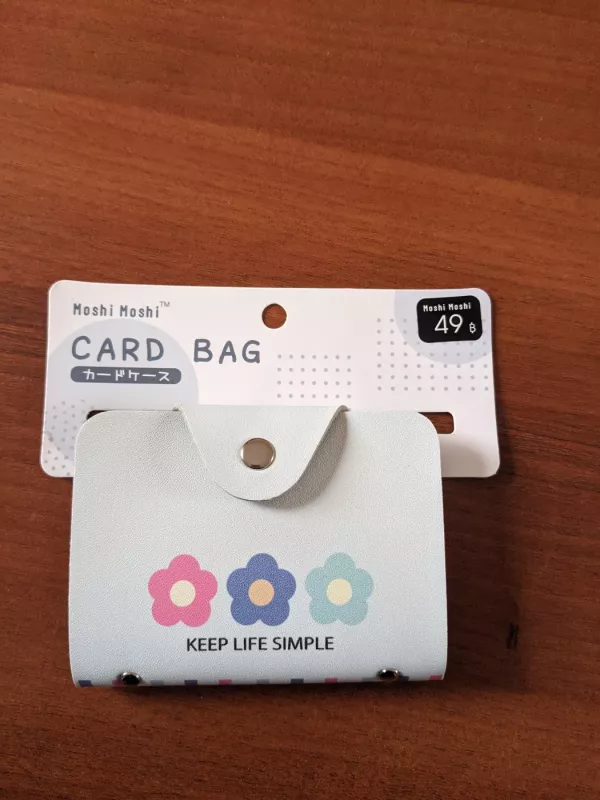 Moshi Moshi™
CARD BAG
カードケース
Moshi Moshi
49 ฿
KEEP LIFE SIMPLE